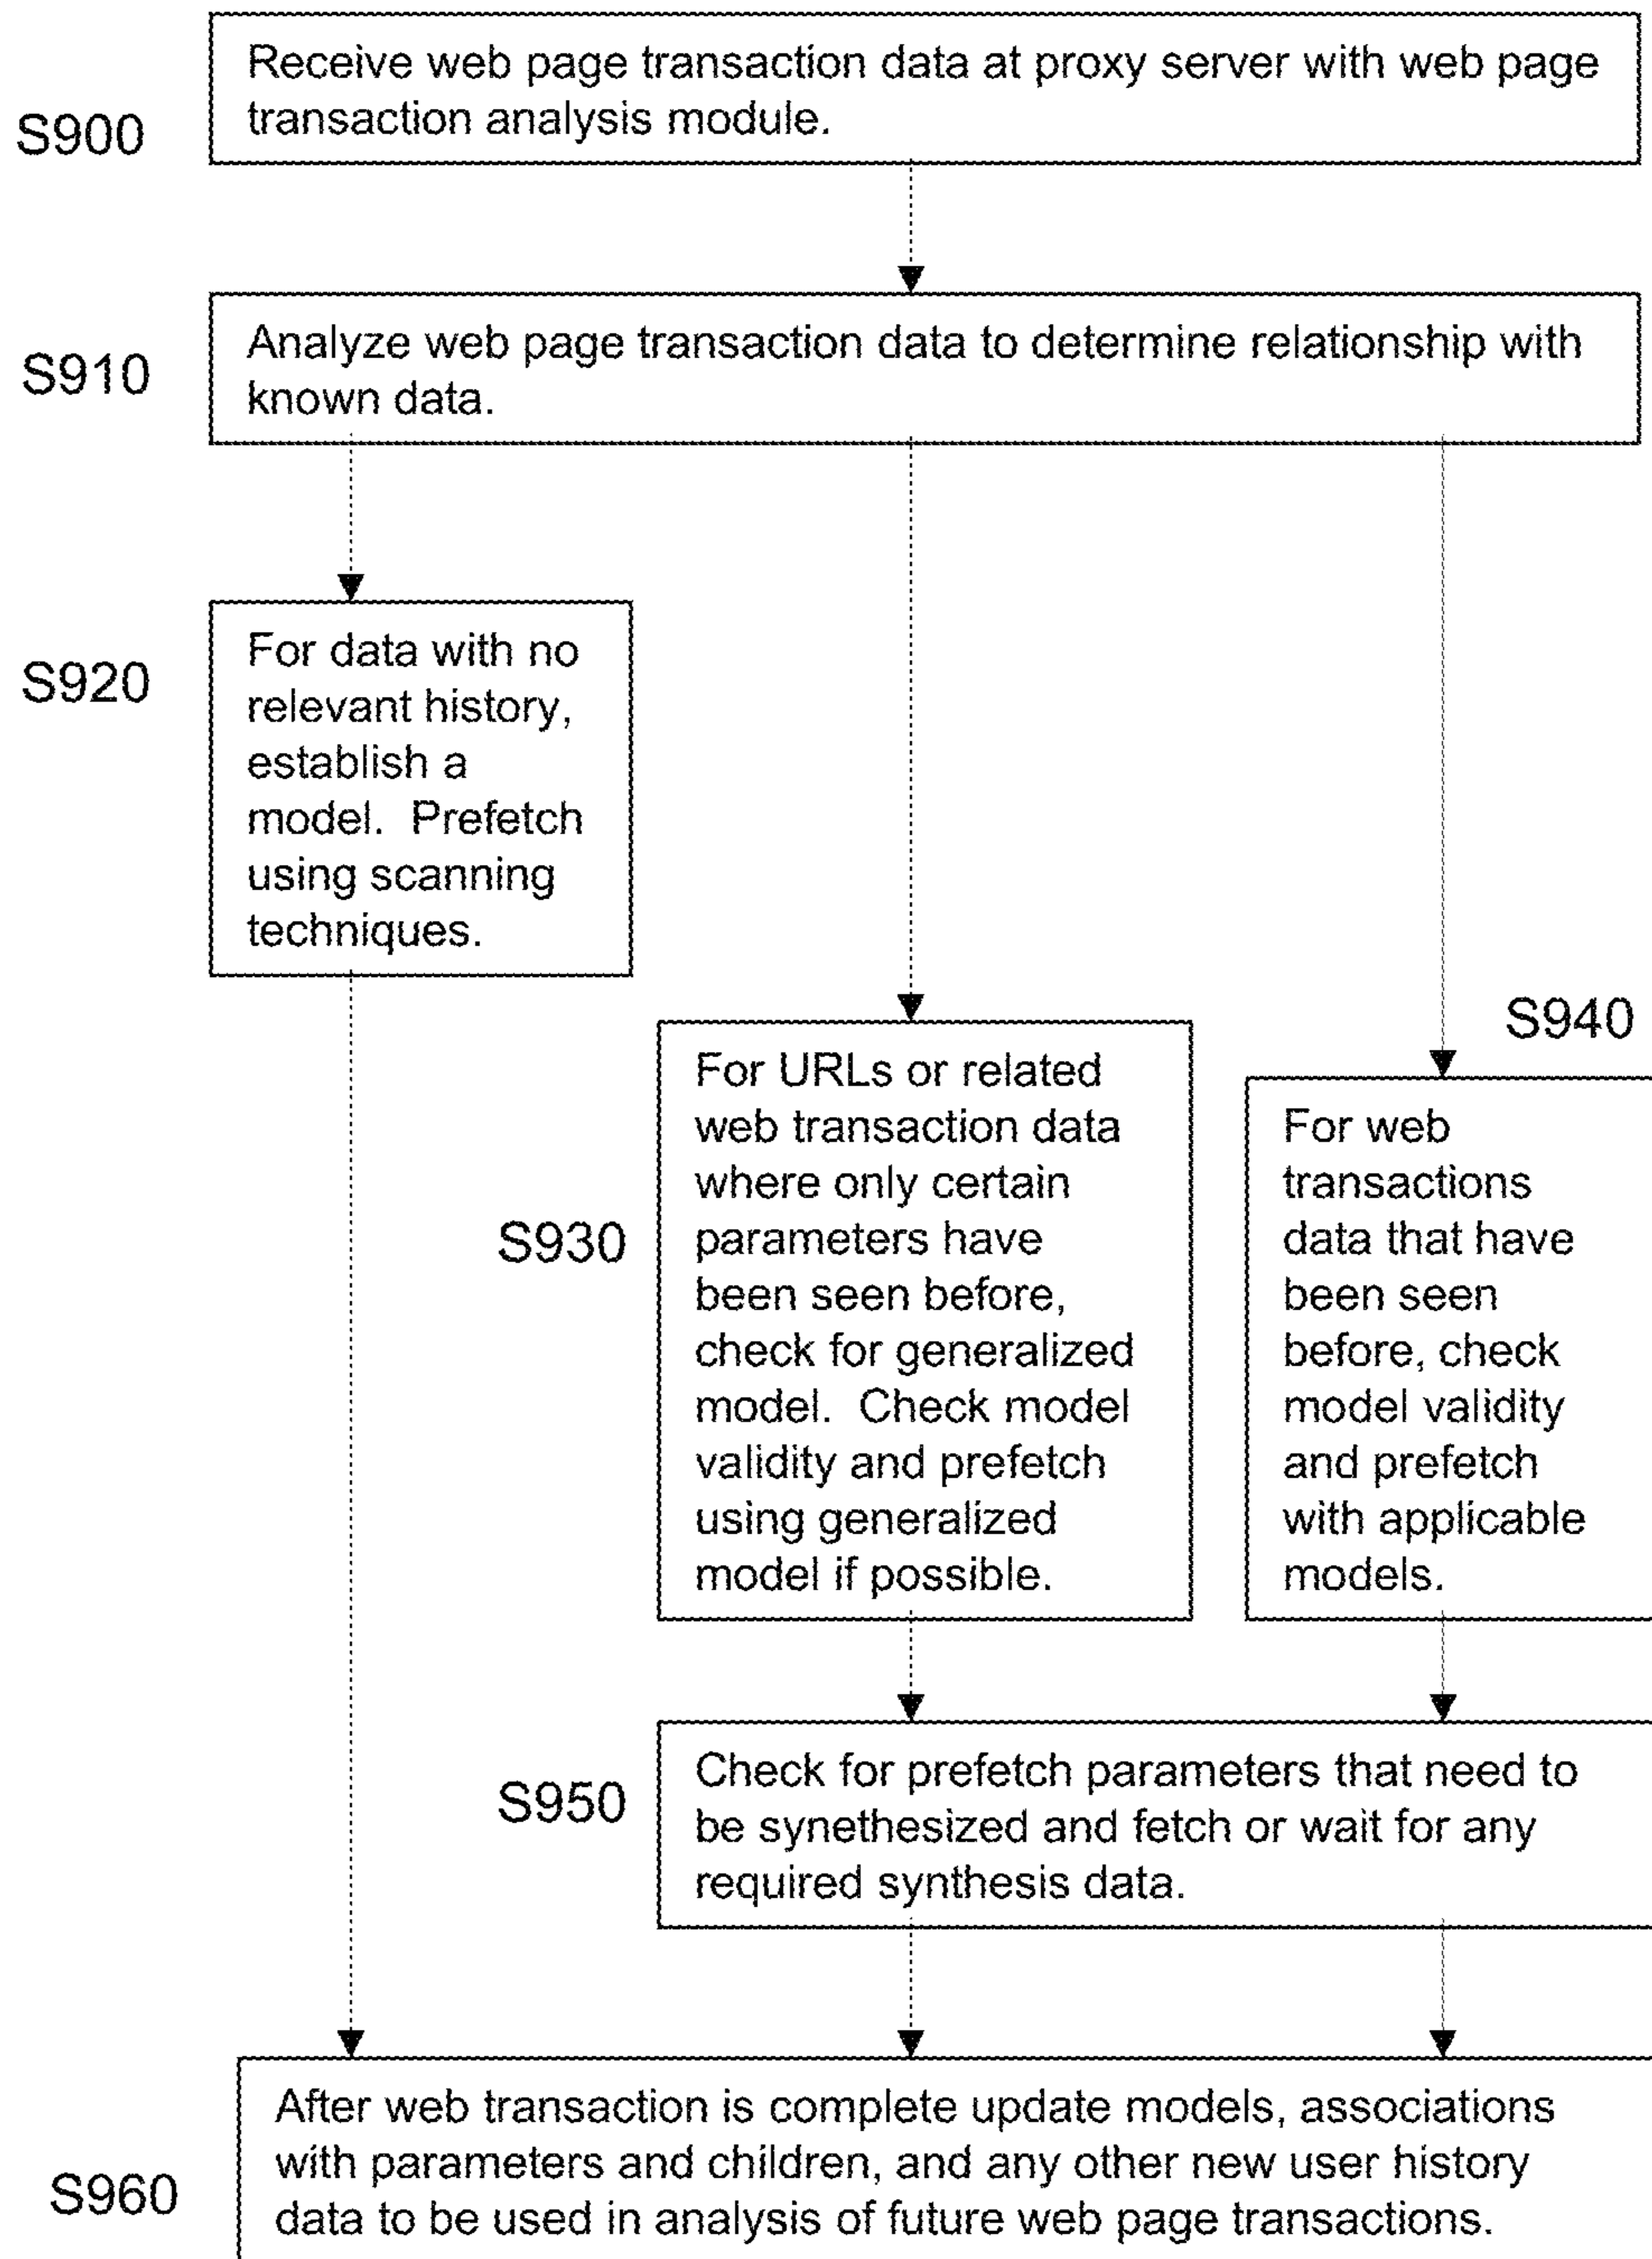 Receive web page transaction data at proxy server with web page
transaction analysis module.
S900
Analyze web page transaction data to determine relationship with
known data.
S910
S920
For data with no
relevant history,
establish a
model. Prefetch
using scanning
techniques.
S930
For URLs or related
web transaction data
where only certain
parameters have
been seen before,
check for generalized
model. Check model
validity and prefetch
using generalized
model if possible.
S940
For web
transactions
data that have
been seen
before, check
model validity
and prefetch
with applicable
models.
S950
Check for prefetch parameters that need to
be synethesized and fetch or wait for any
required synthesis data.
S960
After web transaction is complete update models, associations
with parameters and children, and any other new user history
data to be used in analysis of future web page transactions.